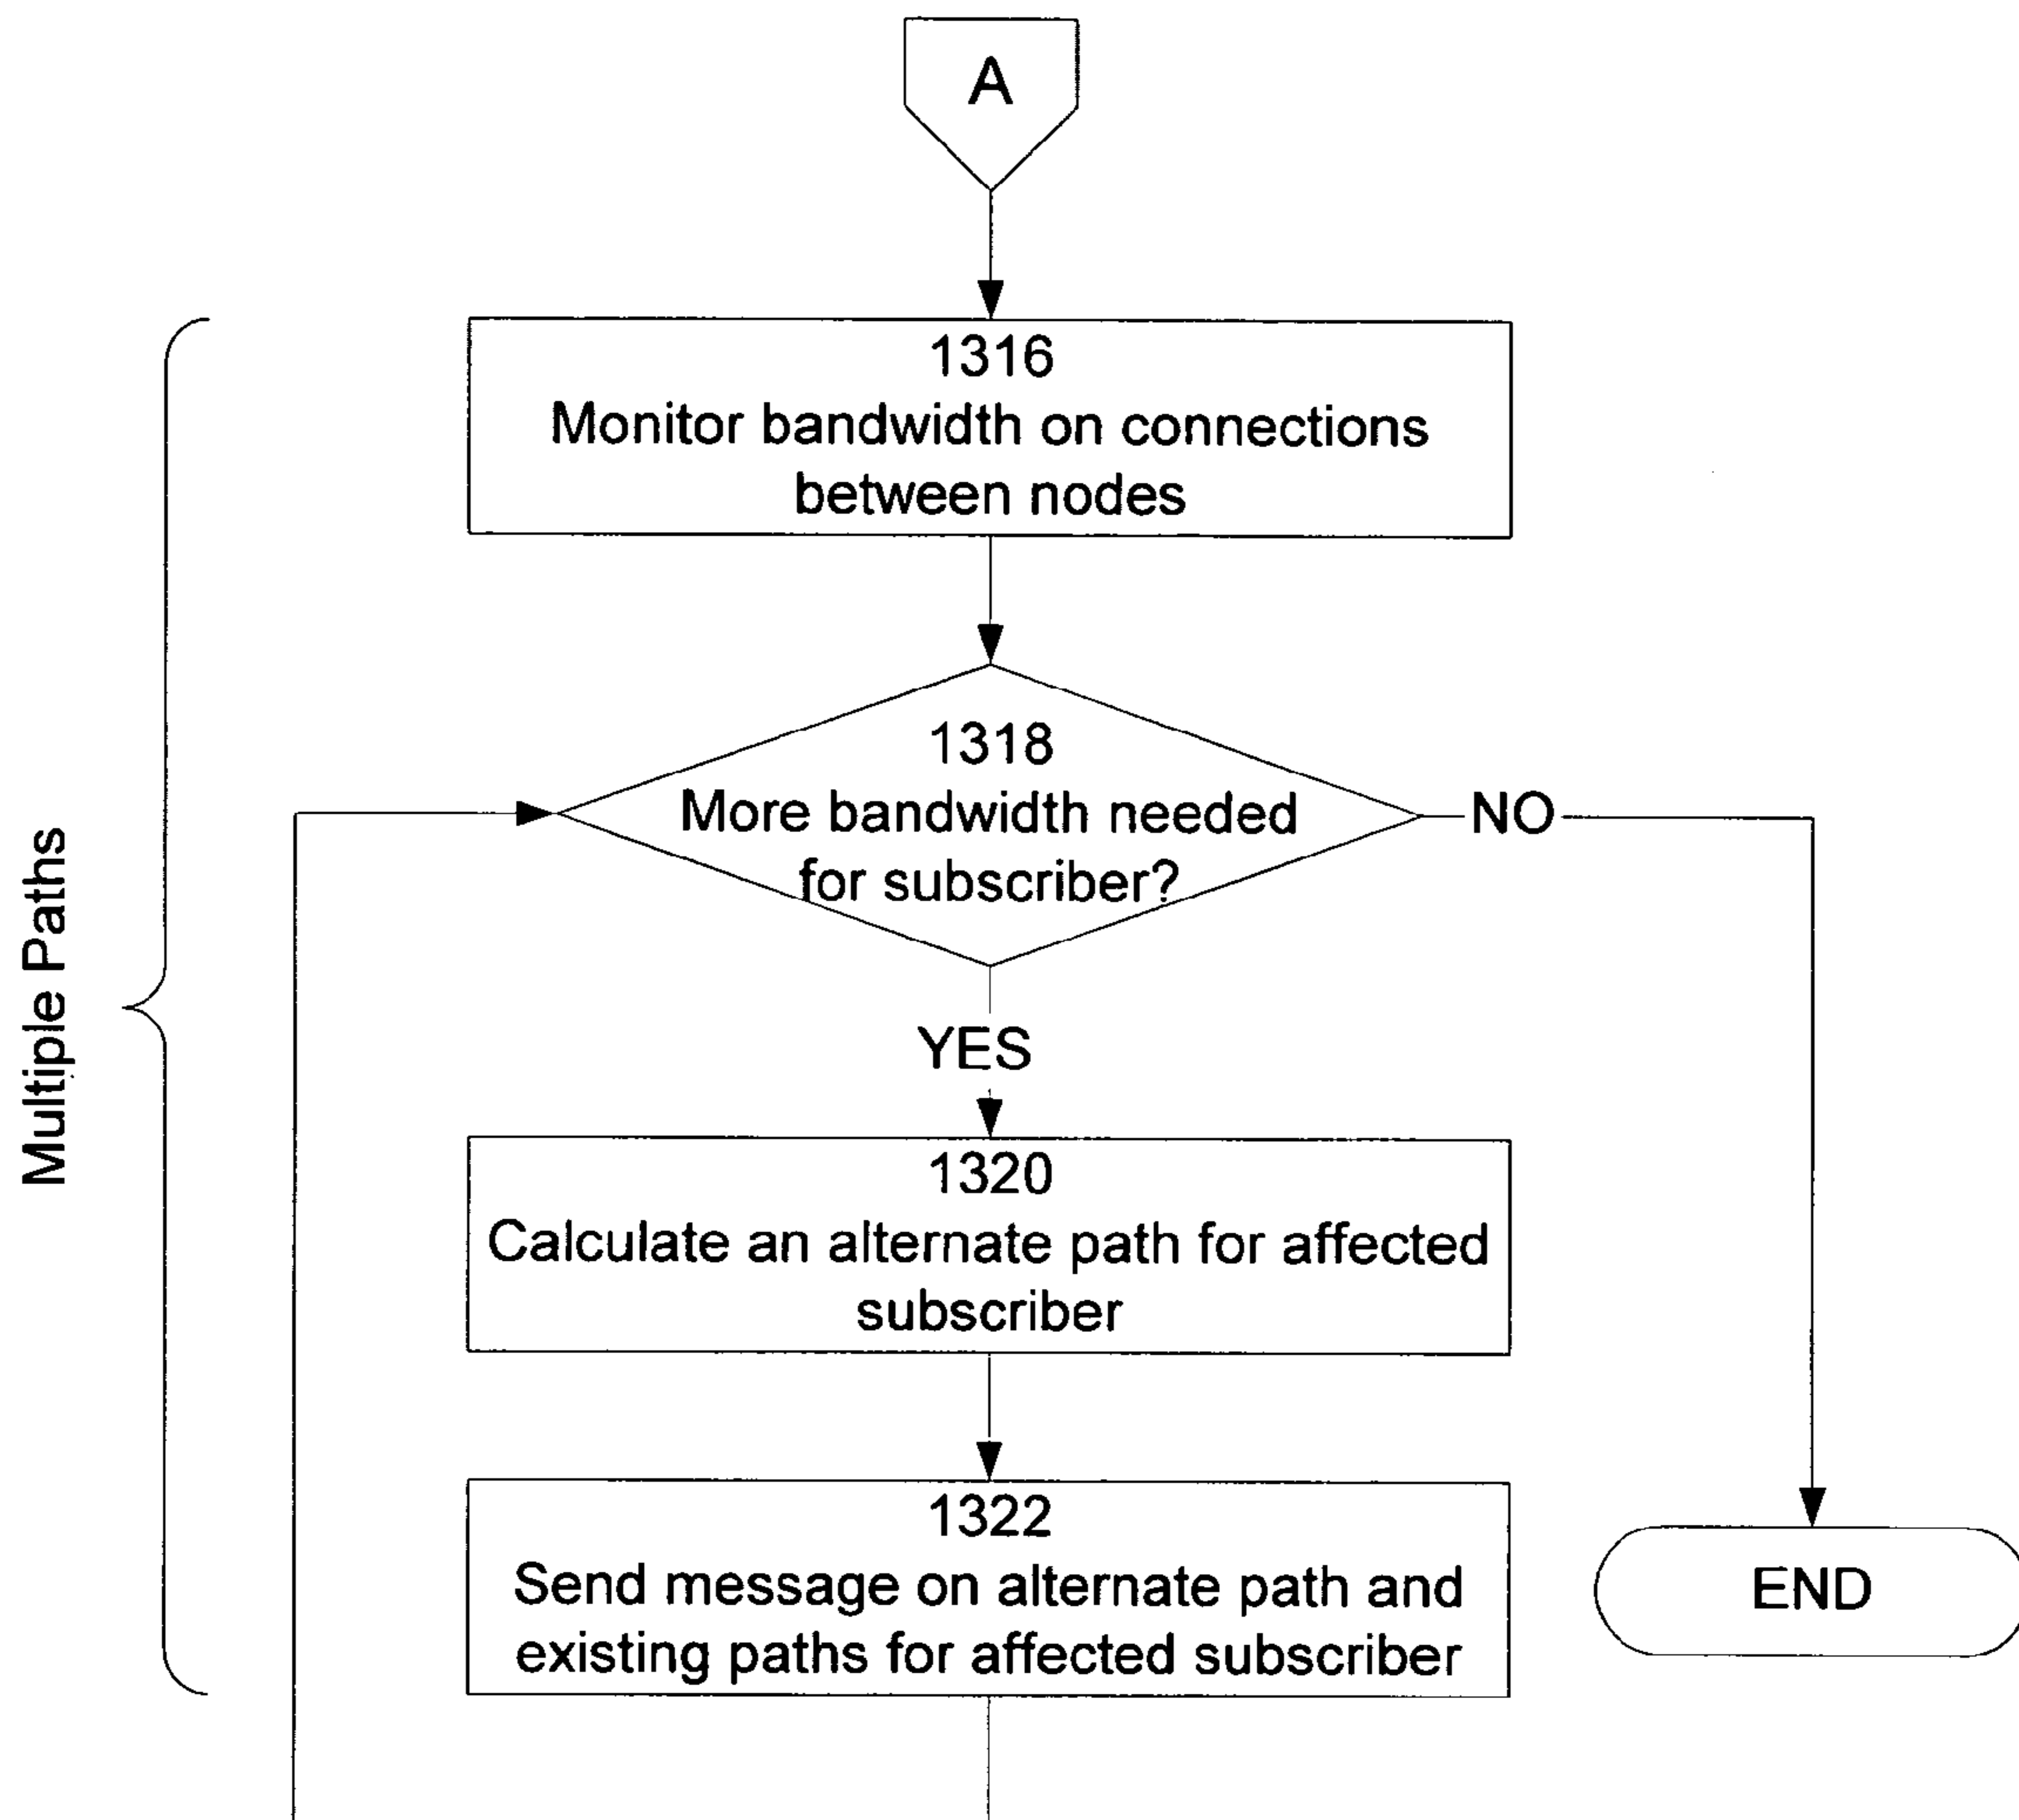 A
1316
Monitor bandwidth on connections
between nodes
1318
More bandwidth needed
for subscriber?
NO
YES
Multiple Paths
1320
Calculate an alternate path for affected
subscriber
1322
Send message on alternate path and
existing paths for affected subscriber
END